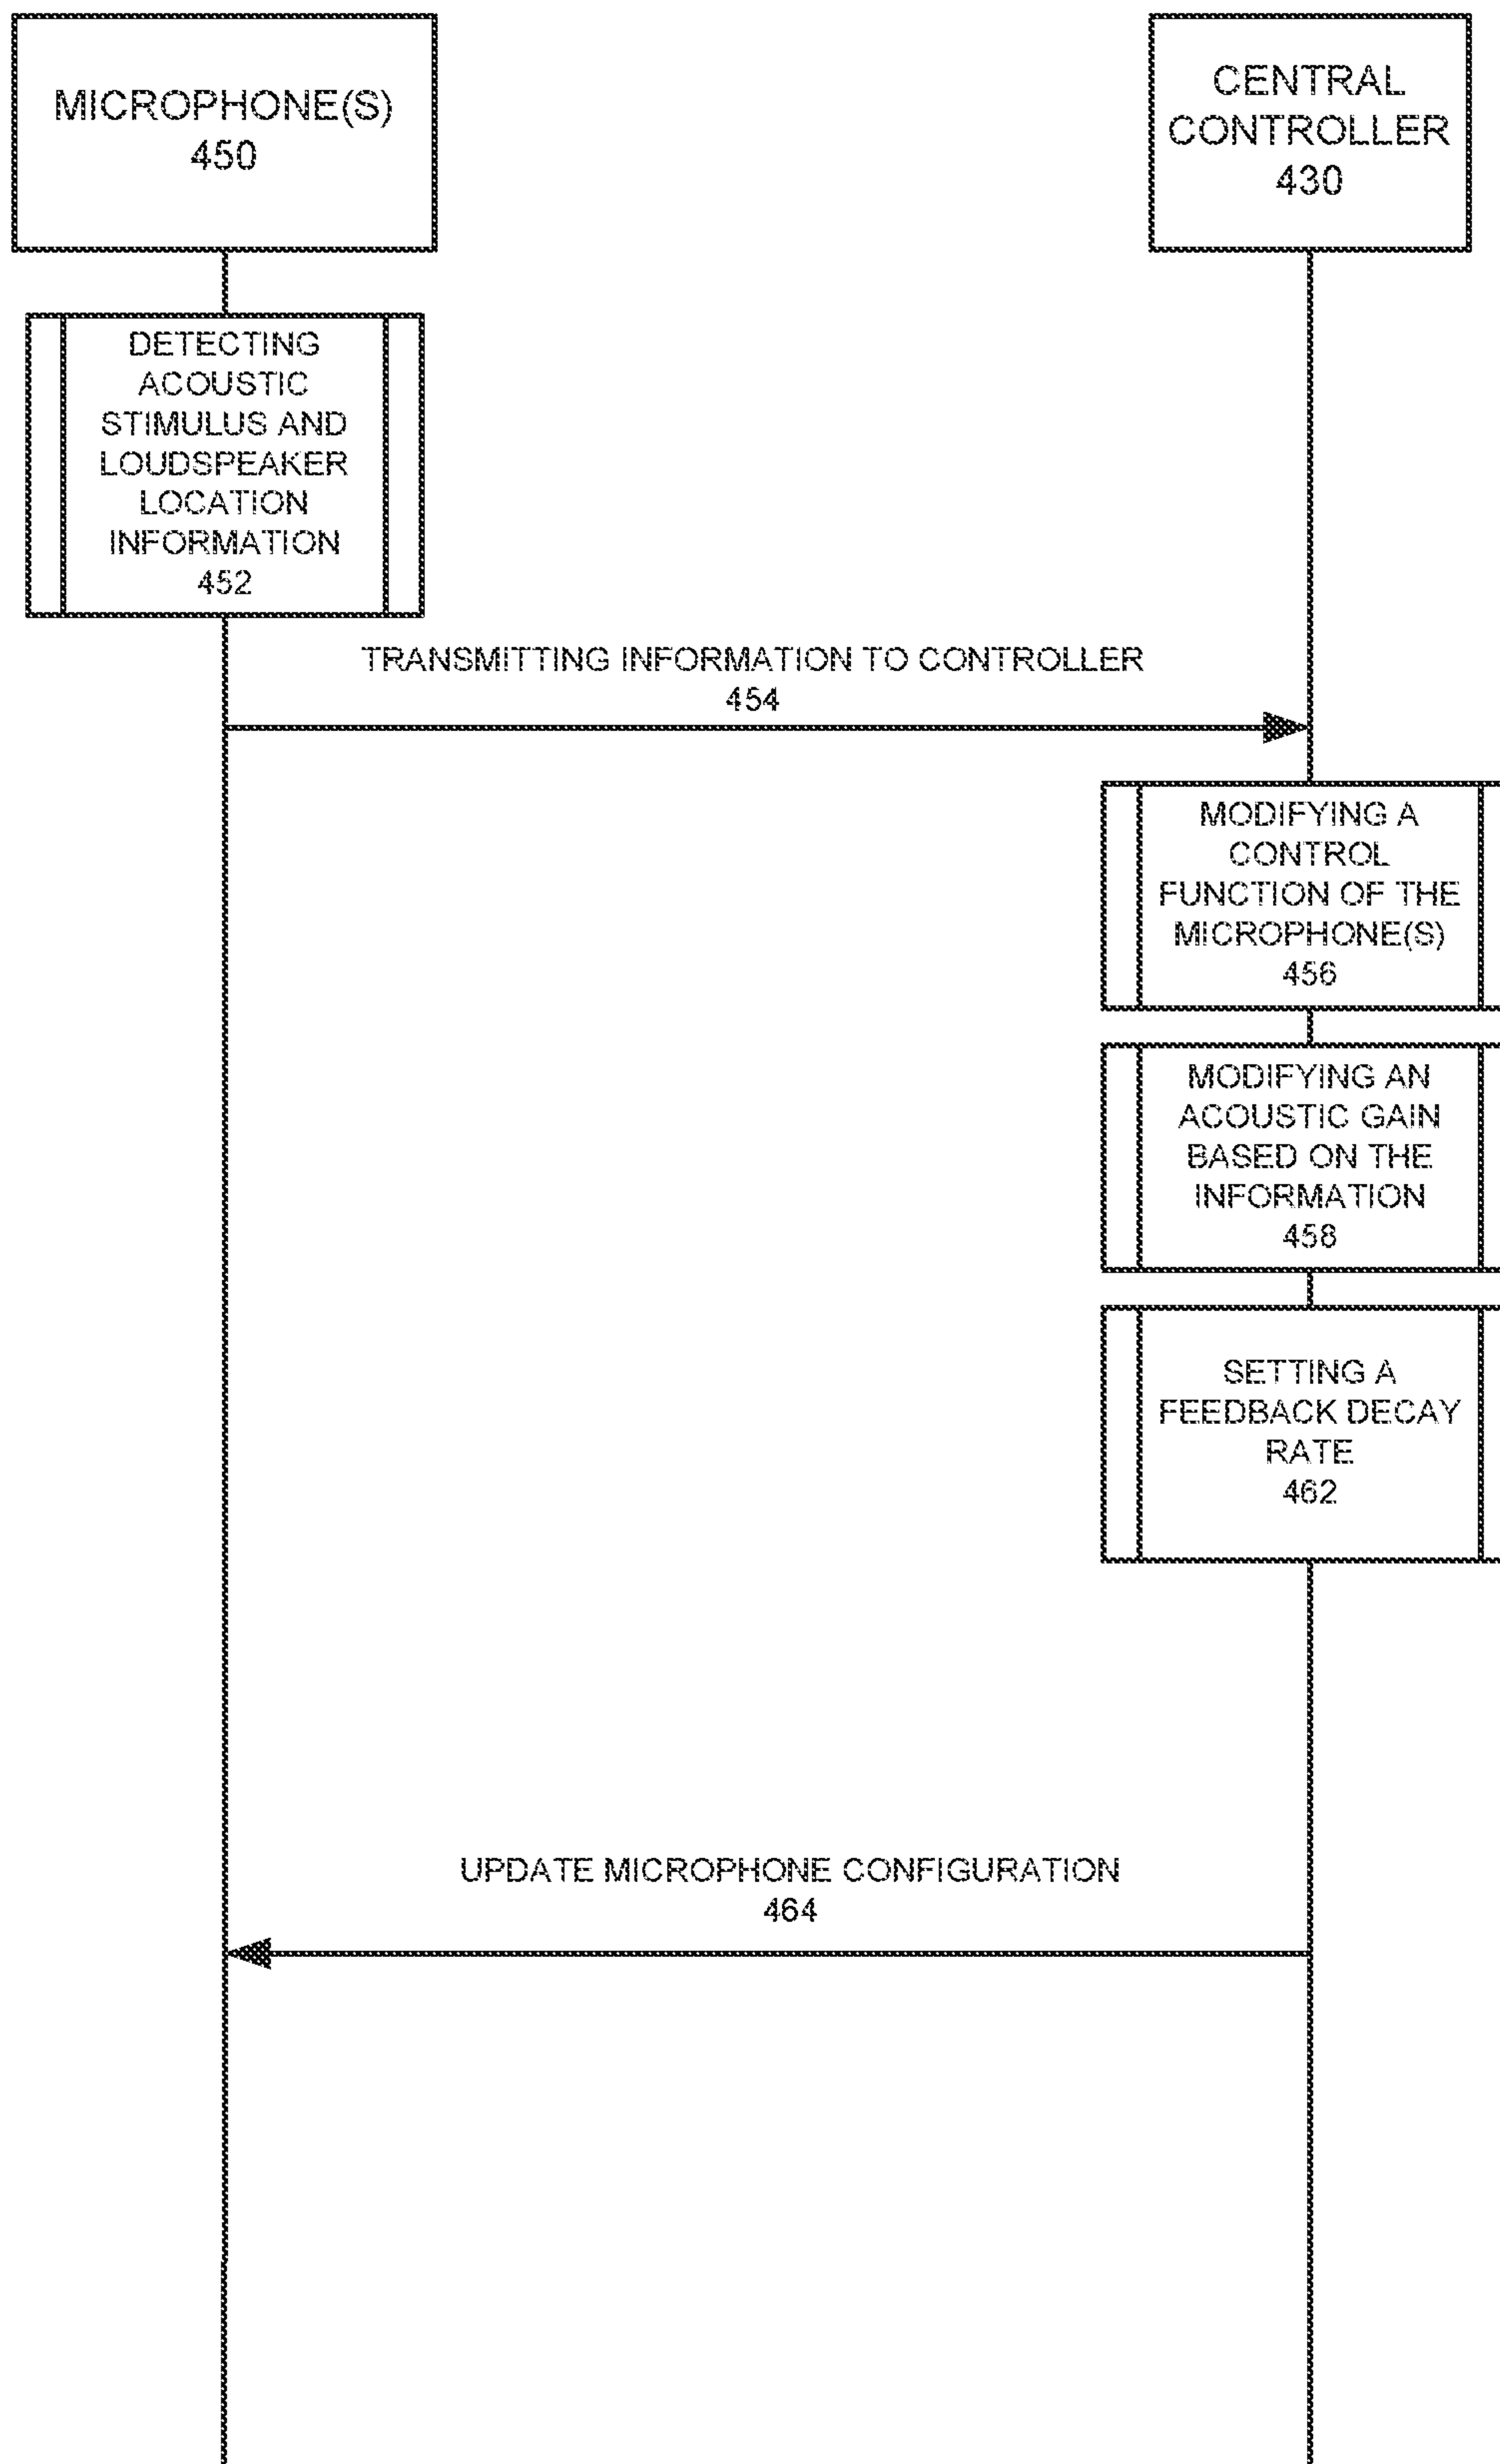 MICROPHONE(S)
450
CENTRAL
CONTROLLER
430
DETECTING
ACOUSTIC
STIMULUS AND
LOUDSPEAKER
LOCATION
INFORMATION
452
TRANSMITTING INFORMATION TO CONTROLLER
454
MODIFYING A
CONTROL
FUNCTION OF THE
MICROPHONE(S)
456
MODIFYING AN
ACOUSTIC GAIN
BASED ON THE
INFORMATION
458
SETTING A
FEEDBACK DECAY
RATE
462
UPDATE MICROPHONE CONFIGURATION
464